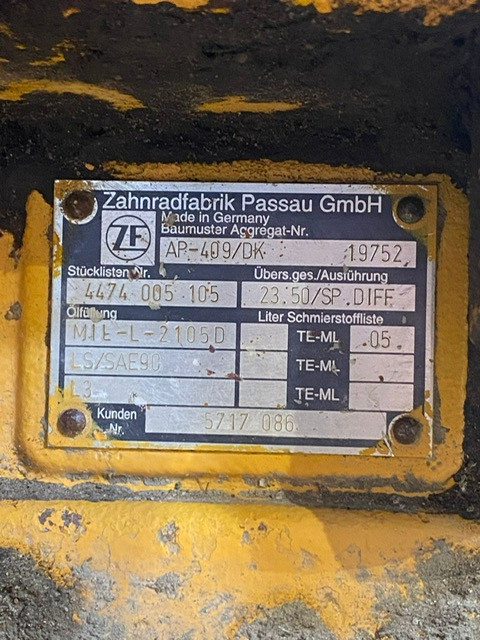 Zahnradfabrik Passau GmbH
ZF
Made in Germany
Baumuster Aggregat-Nr.
AP-409/DK 19752
Stücklisten-Nr. Übers.ges./Ausführung
4474 005 105 23.50/SP.DIFF
Ölfüllung Liter Schmierstoffliste
MIL-L-2105D TE-ML .05
LS/SAE90 TE-ML
L3 TE-ML
Kunden
Nr. 5717 086